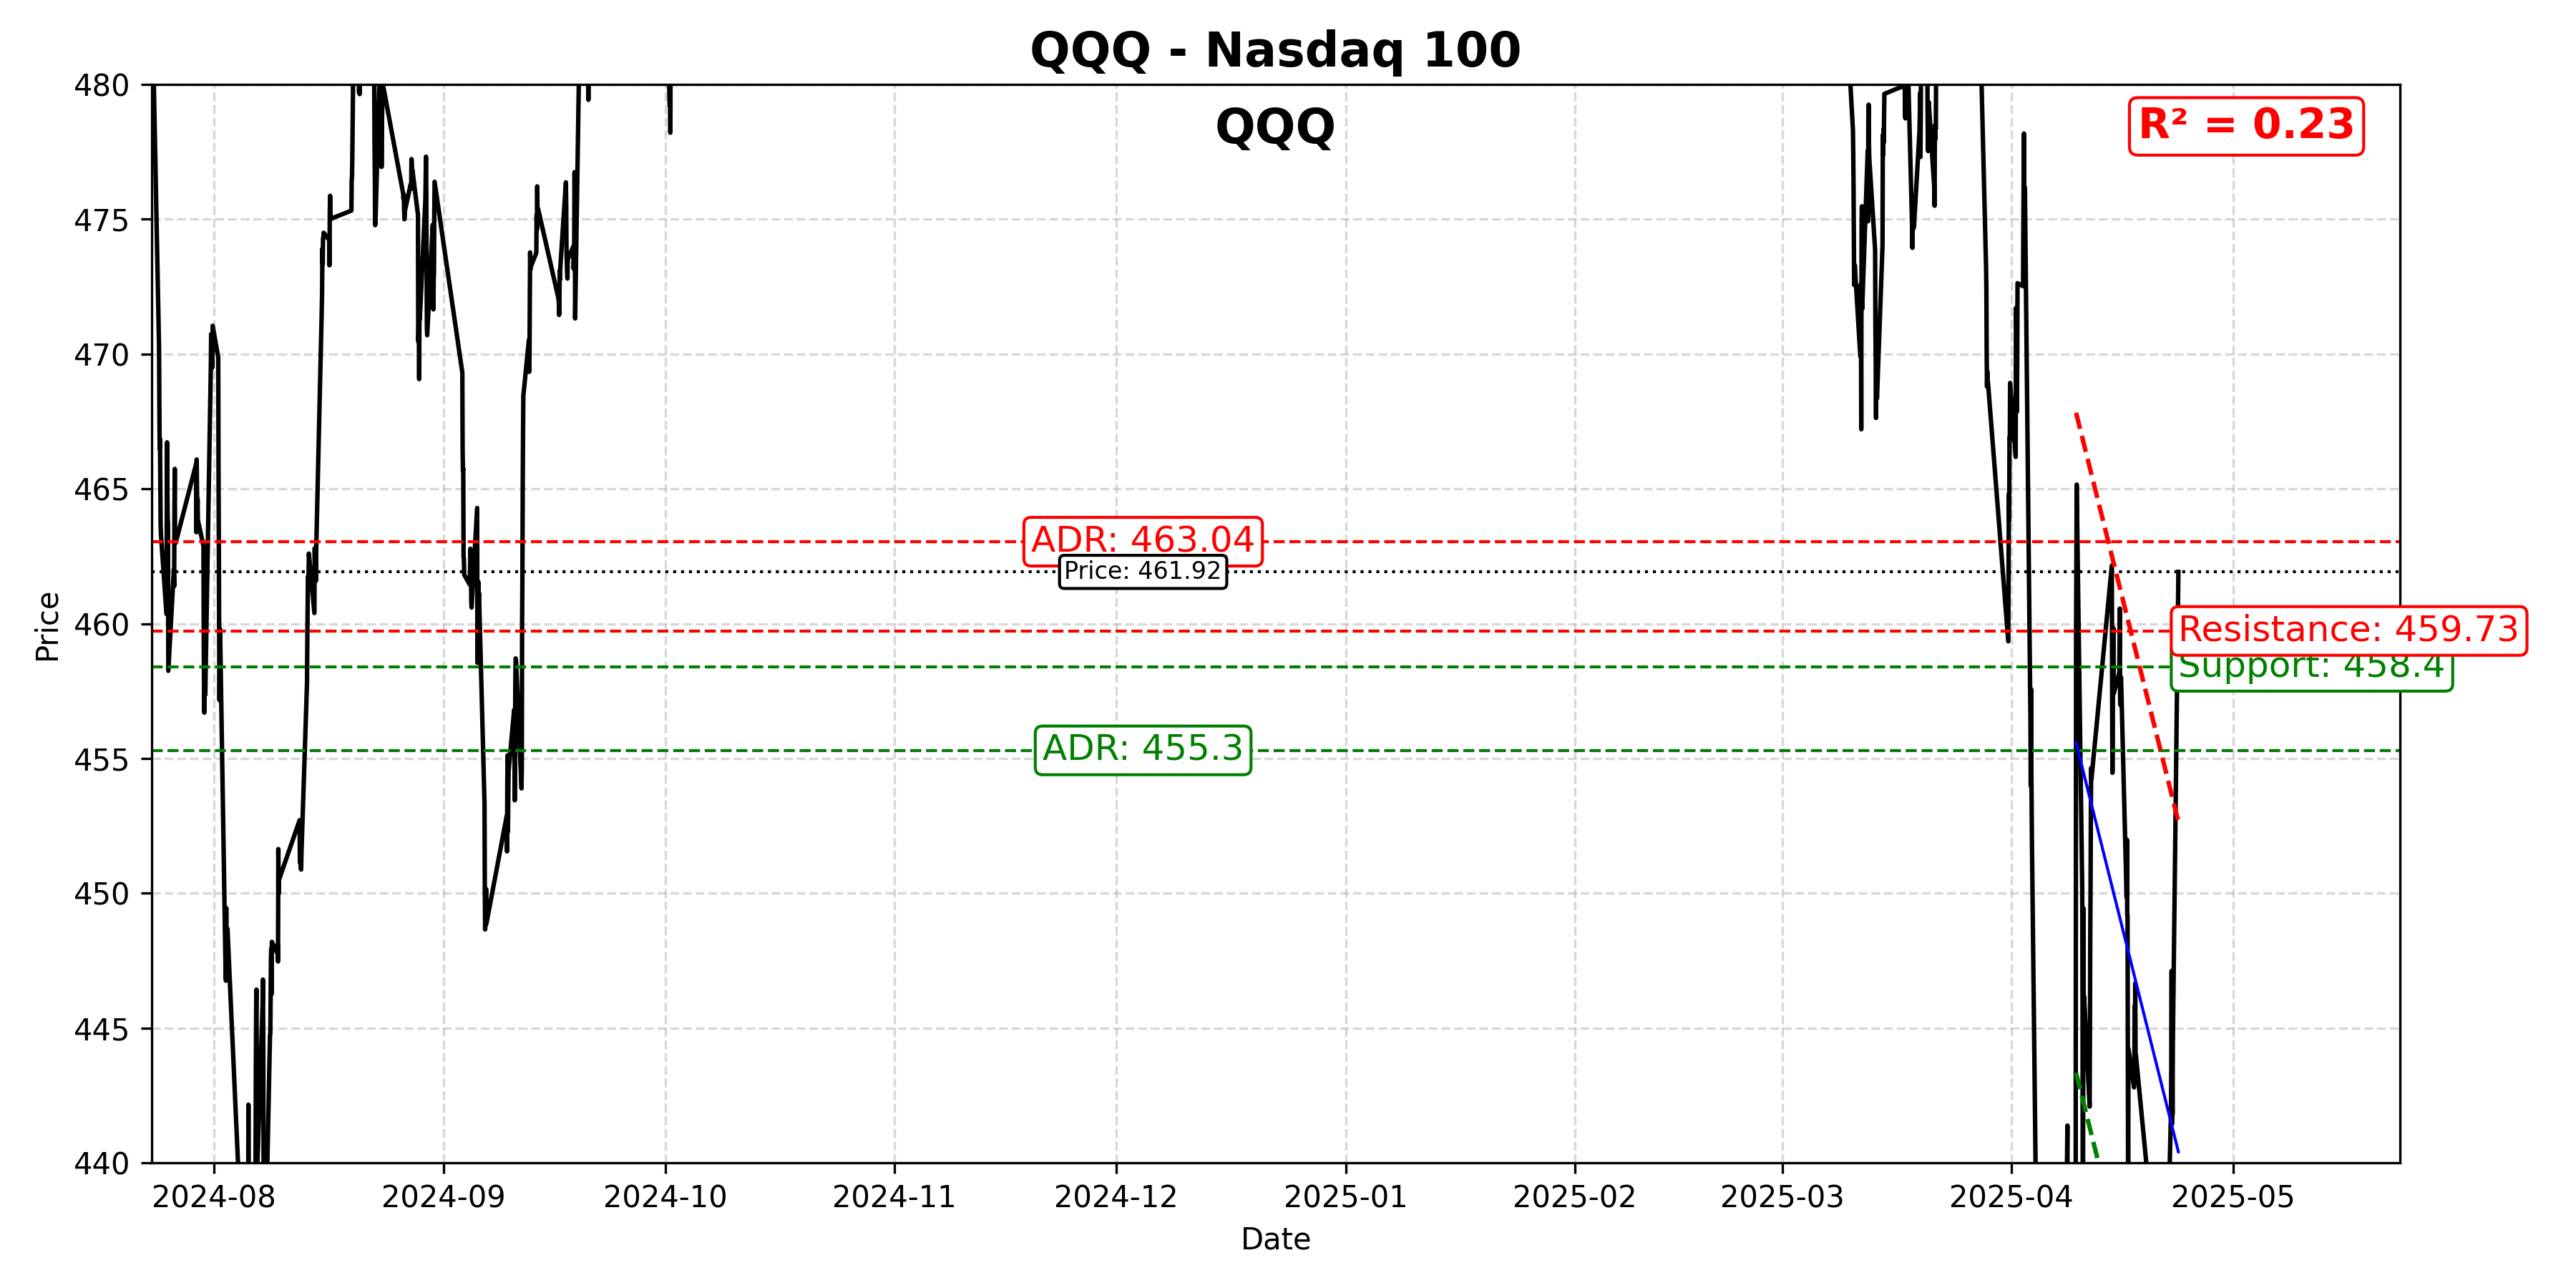 QQQ - Nasdaq 100
QQQ
R² = 0.23
480
475
470
465
460
455
450
445
440
Price
ADR: 463.04
Price: 461.92
Resistance: 459.73
Support: 458.4
ADR: 455.3
2024-08
2024-09
2024-10
2024-11
2024-12
2025-01
2025-02
2025-03
2025-04
2025-05
Date